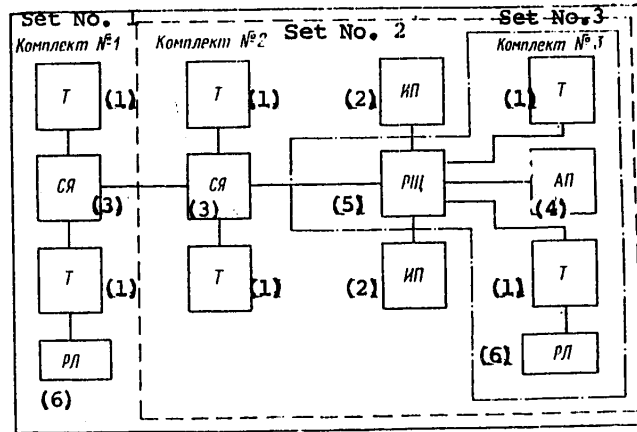 Set No. 1
Set No. 2
Set No.3
Комплект №1
Комплект №2
Комплект №3
Т
(1)
Т
(1)
(2)
ИП
(1)
Т
СЯ
(3)
СЯ
(3)
(5)
РЩ
АП
(4)
Т
(1)
Т
(1)
(2)
ИП
(1)
Т
РЛ
(6)
(6)
РЛ